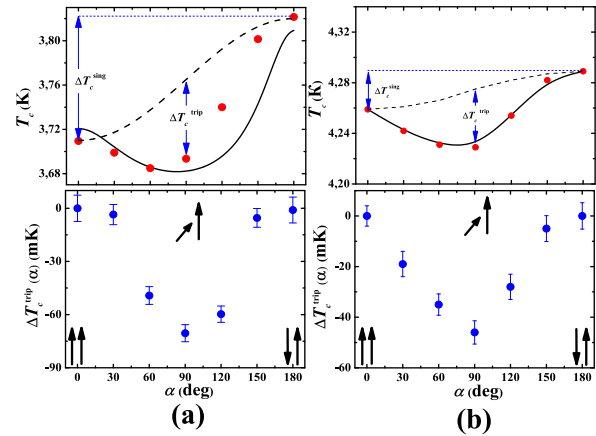 3,80
3,76
3,72
3,68
T_c (K)
ΔT_c^sing
ΔT_c^trip
0
-30
-60
-90
ΔT_c^trip (α) (mK)
0 30 60 90 120 150 180
α (deg)
(a)
4,32
4,28
4,24
4,20
T_c (K)
ΔT_c^sing
ΔT_c^trip
0
-20
-40
-60
ΔT_c^trip (α) (mK)
0 30 60 90 120 150 180
α (deg)
(b)